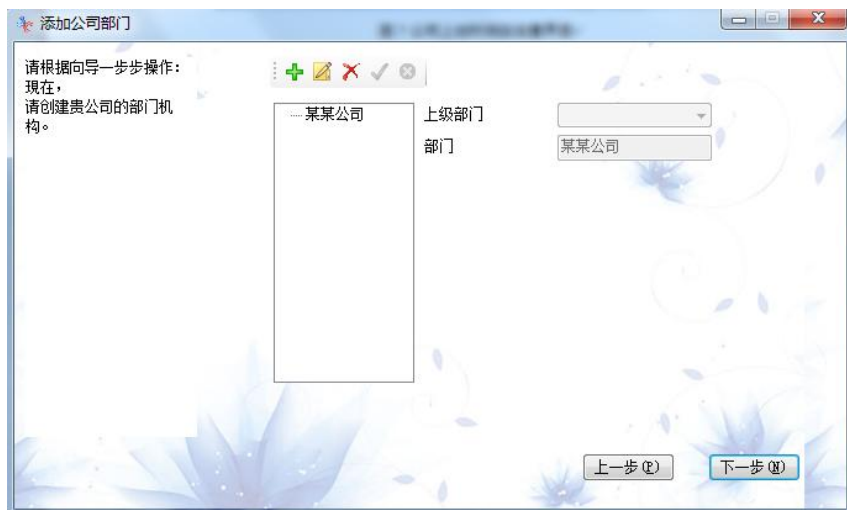 添加公司部门
请根据向导一步步操作：
現在，
请创建贵公司的部门机
构。
某某公司
上级部门
部门
某某公司
上一步(P)
下一步(N)